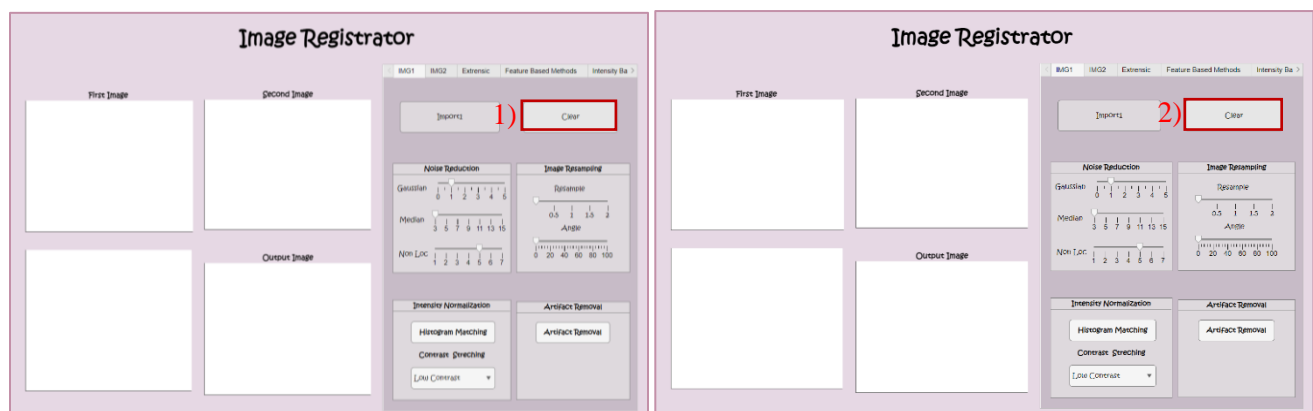 Image Registrator
IMG1 IMG2 Extrensic Feature Based Methods Intensity Ba
First Image Second Image
Import1 1) Clear
Noise Reduction Image Resampling
Gaussian 0 1 2 3 4 5
Resample
0.5 1 1.5 2
Median 3 5 7 9 11 13 15
Angle
Non Loc 1 2 3 4 5 6 7
0 20 40 60 80 100
Output Image
Intensity Normalization Artifact Removal
Histogram Matching Artifact Removal
Contrast Streching
Low Contrast
Image Registrator
IMG1 IMG2 Extrensic Feature Based Methods Intensity Ba
First Image Second Image
Import1 2) Clear
Noise Reduction Image Resampling
Gaussian 0 1 2 3 4 5
Resample
0.5 1 1.5 2
Median 3 5 7 9 11 13 15
Angle
Non Loc 1 2 3 4 5 6 7
0 20 40 60 80 100
Output Image
Intensity Normalization Artifact Removal
Histogram Matching Artifact Removal
Contrast Streching
Low Contrast